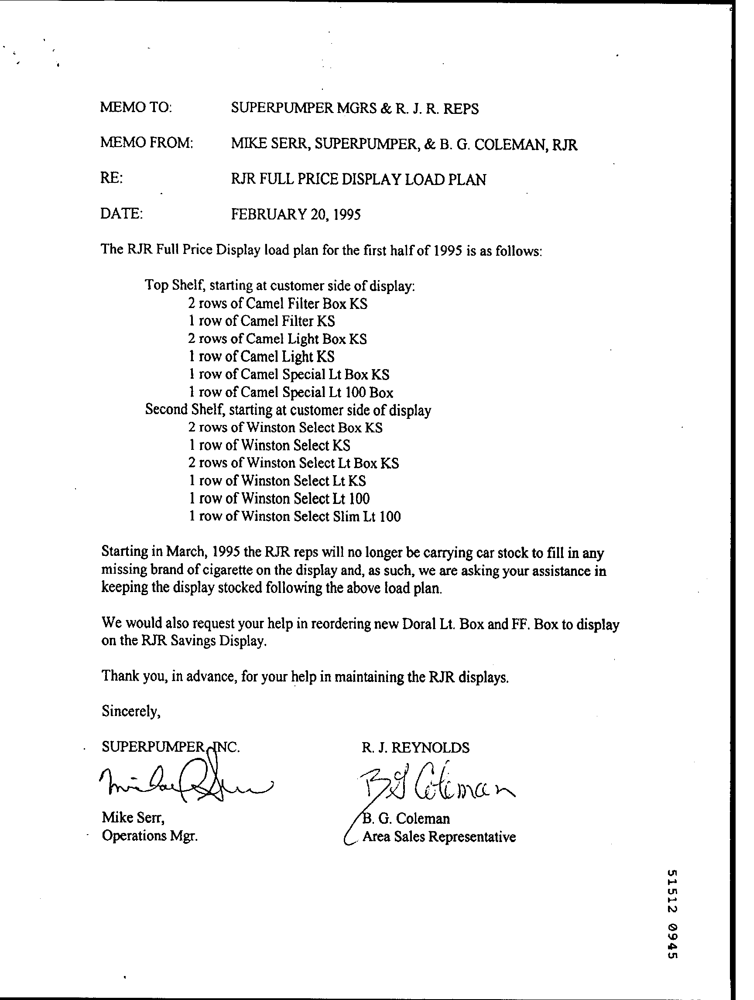 MEMO TO: SUPERPUMPER MGRS & R. J. R. REPS
MEMO FROM: MIKE SERR, SUPERPUMPER, & B. G. COLEMAN, RJR
RE: RJR FULL PRICE DISPLAY LOAD PLAN
DATE: FEBRUARY 20, 1995
The RJR Full Price Display load plan for the first half of 1995 is as follows:
Top Shelf, starting at customer side of display:
2 rows of Camel Filter Box KS
1 row of Camel Filter KS
2 rows of Camel Light Box KS
1 row of Camel Light KS
1 row of Camel Special Lt Box KS
1 row of Camel Special Lt 100 Box
Second Shelf, starting at customer side of display
2 rows of Winston Select Box KS
1 row of Winston Select KS
2 rows of Winston Select Lt Box KS
1 row of Winston Select Lt KS
1 row of Winston Select Lt 100
1 row of Winston Select Slim Lt 100
Starting in March, 1995 the RJR reps will no longer be carrying car stock to fill in any
missing brand of cigarette on the display and, as such, we are asking your assistance in
keeping the display stocked following the above load plan.
We would also request your help in reordering new Doral Lt. Box and FF. Box to display
on the RJR Savings Display.
Thank you, in advance, for your help in maintaining the RJR displays.
Sincerely,
SUPERPUMPER, INC. R. J. REYNOLDS
Mike Serr BG Coleman
Mike Serr, B. G. Coleman
Operations Mgr. Area Sales Representative
51512 0945